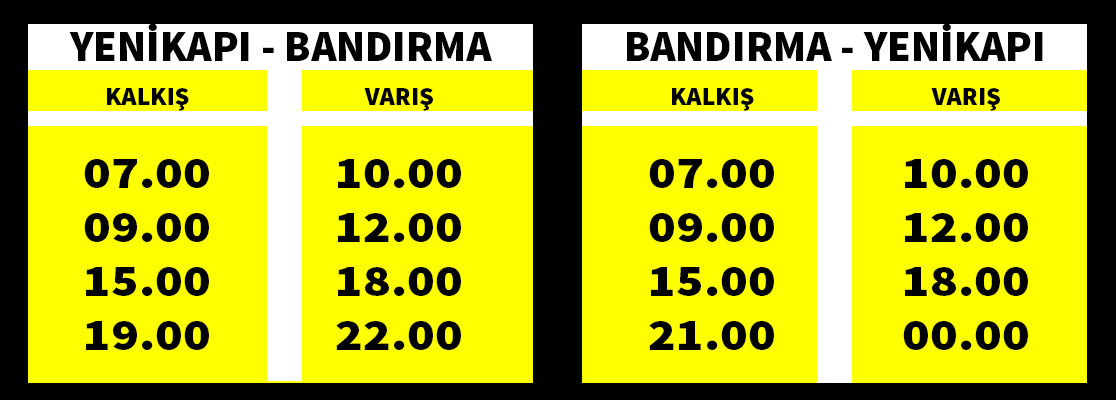 YENİKAPI - BANDIRMA
KALKIŞ VARIŞ
07.00 10.00
09.00 12.00
15.00 18.00
19.00 22.00
BANDIRMA - YENİKAPI
KALKIŞ VARIŞ
07.00 10.00
09.00 12.00
15.00 18.00
21.00 00.00